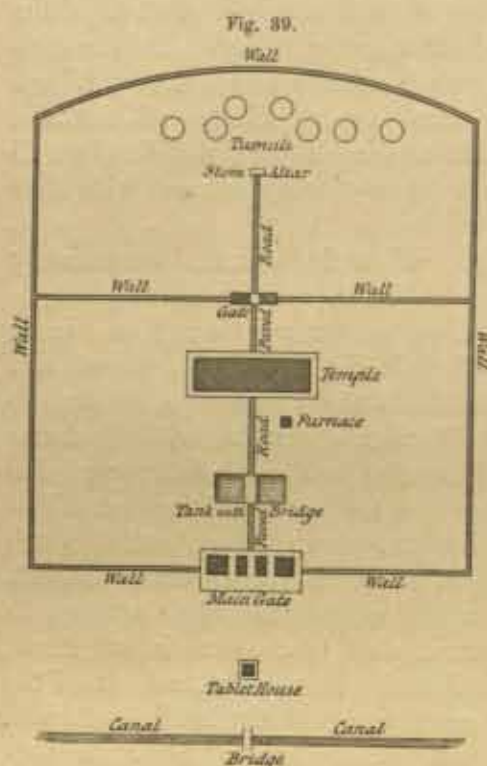 Fig. 39.
Wall
Tumuli
Stone Altar
Road
Wall
Wall
Gate
Wall
Wall
Paved
Temple
Furnace
Road
Tank with Bridge
Paved
Wall
Wall
Main Gate
Tablet House
Canal
Canal
Bridge